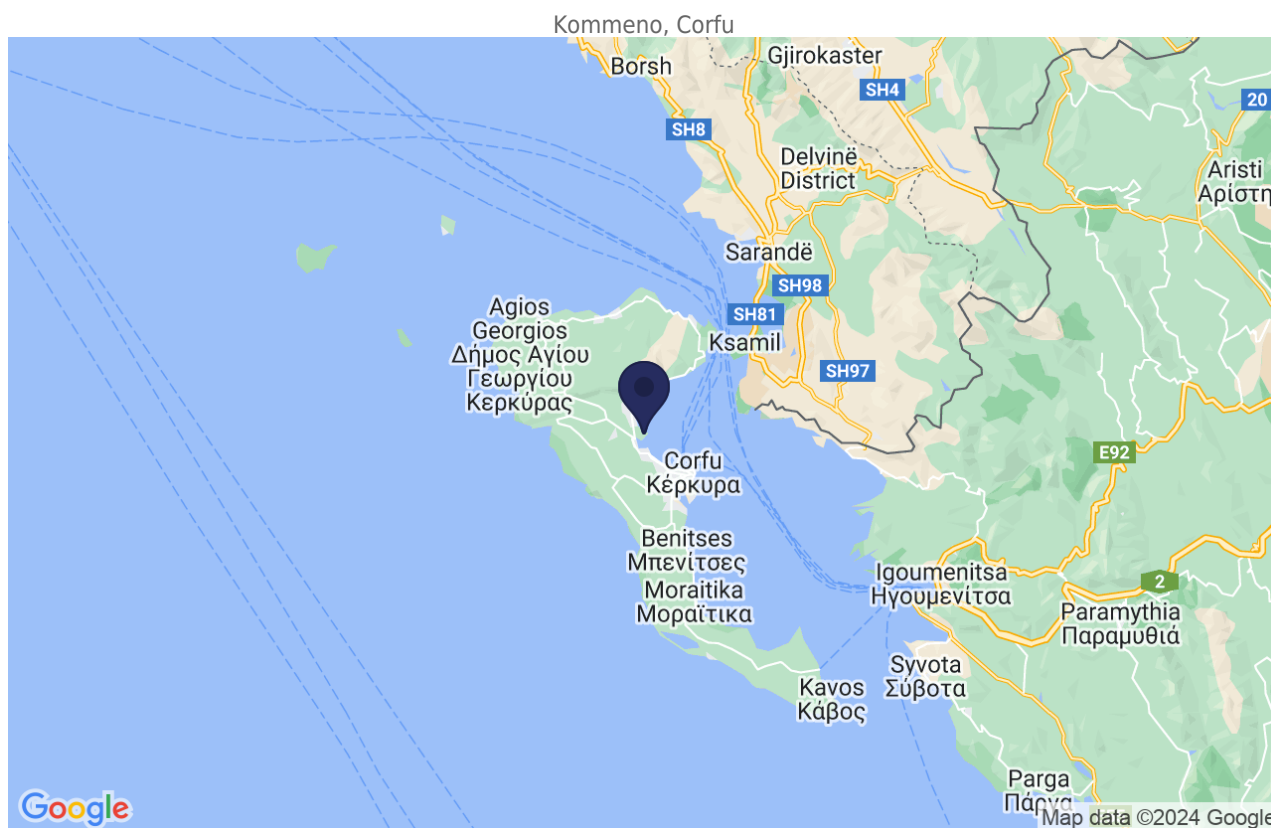 Kommeno, Corfu
Gjirokaster
Borsh
SH4
20
SH8
Delvinë
District
Aristi
Αρίστη
Sarandë
SH98
SH81
Agios
Georgios
Δήμος Αγίου
Γεωργίου
Κερκύρας
Ksamil
SH97
E92
Corfu
Κέρκυρα
Benitses
Μπενίτσες
Moraitika
Μοραϊτικα
Igoumenitsa
Ηγουμενίτσα
2
Paramythia
Παραμυθιά
Syvota
Σύβοτα
Kavos
Κάβος
Parga
Πάργα
Google
Map data ©2024 Google